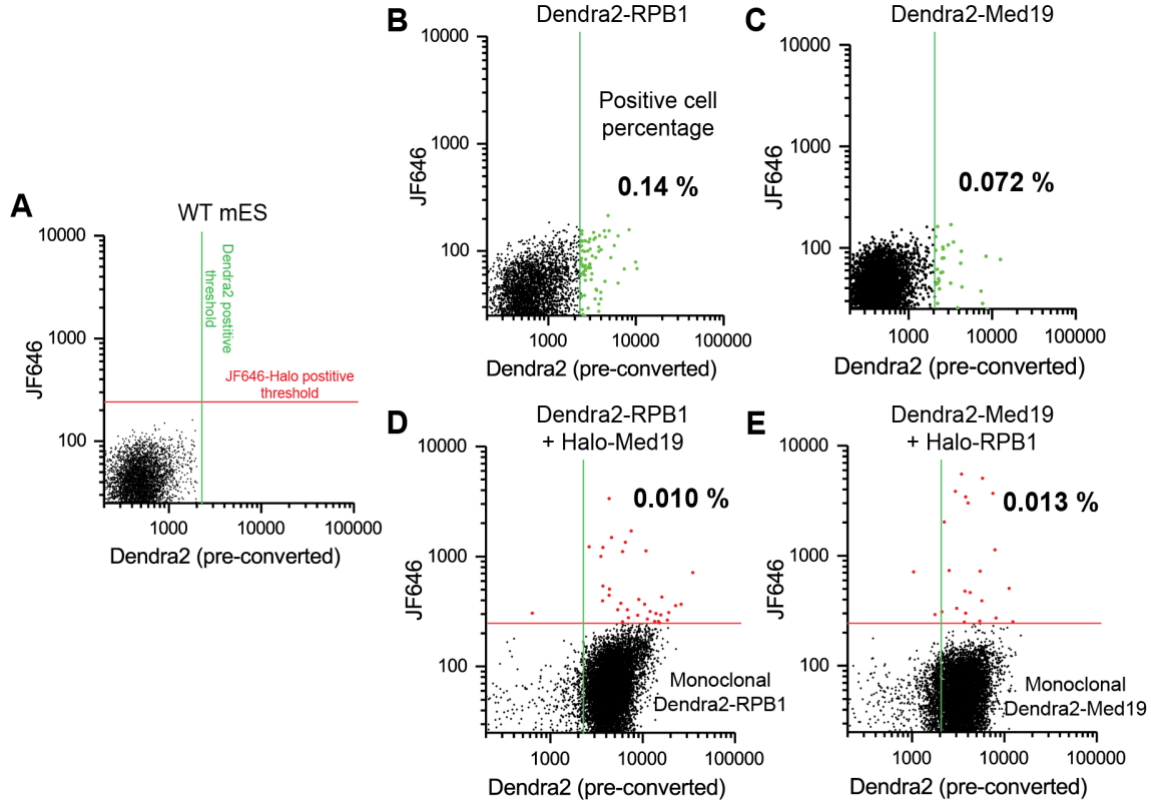 A
WT mES
10000
1000
100
JF646
Dendra2 postitive
threshold
JF646-Halo postitive
threshold
1000
10000
100000
Dendra2 (pre-converted)
B
Dendra2-RPB1
10000
1000
100
JF646
Positive cell
percentage
0.14 %
1000
10000
100000
Dendra2 (pre-converted)
C
Dendra2-Med19
10000
1000
100
JF646
0.072 %
1000
10000
100000
Dendra2 (pre-converted)
D
Dendra2-RPB1
+ Halo-Med19
10000
1000
100
JF646
0.010 %
Monoclonal
Dendra2-RPB1
1000
10000
100000
Dendra2 (pre-converted)
E
Dendra2-Med19
+ Halo-RPB1
10000
1000
100
JF646
0.013 %
Monoclonal
Dendra2-Med19
1000
10000
100000
Dendra2 (pre-converted)